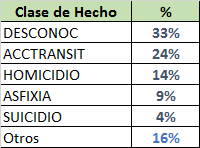 Clase de Hecho %
DESCONOC 33%
ACCTRANSIT 24%
HOMICIDIO 14%
ASFIXIA 9%
SUICIDIO 4%
Otros 16%